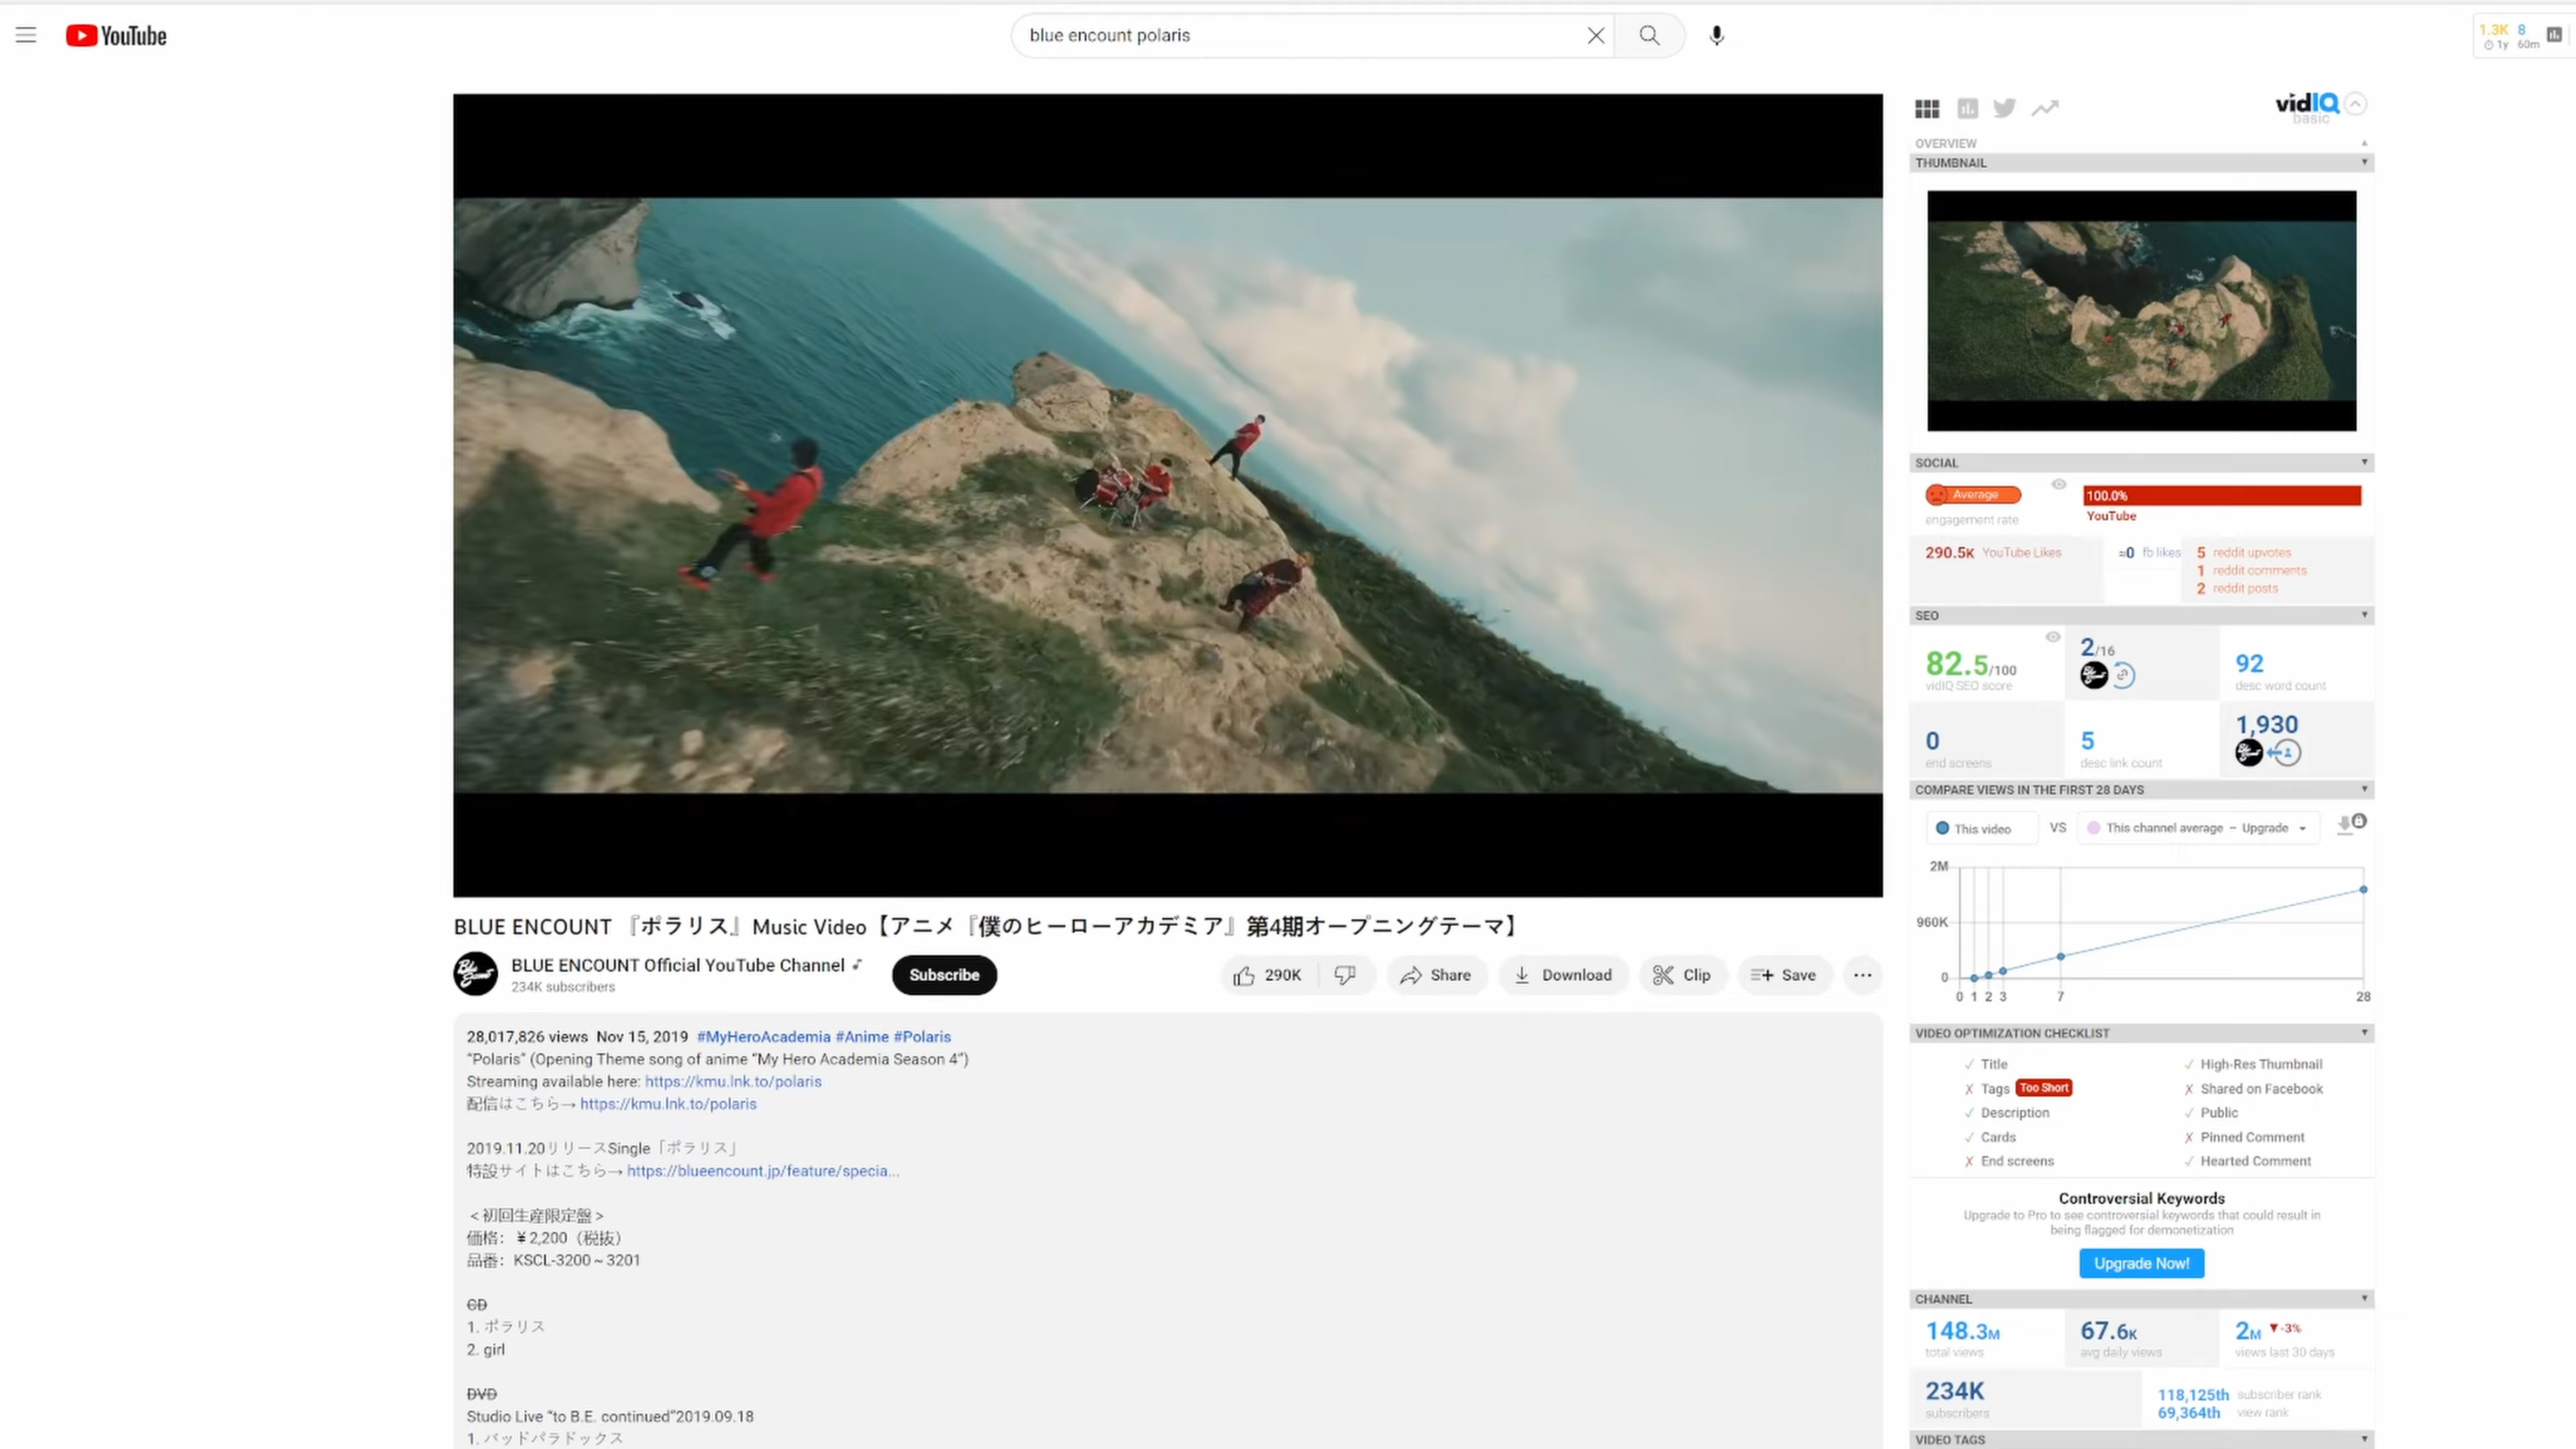 YouTube
blue encount polaris
1.3K 8
1y 60m
vidIQ
basic
OVERVIEW
THUMBNAIL
SOCIAL
Average
engagement rate
100.0%
YouTube
290.5K YouTube Likes
≈0 fb likes
5 reddit upvotes
1 reddit comments
2 reddit posts
SEO
82.5/100
vidIQ SEO score
2/16
92
desc word count
0
end screens
5
desc link count
1,930
COMPARE VIEWS IN THE FIRST 28 DAYS
This video VS This channel average – Upgrade
2M
960K
0
0 1 2 3 7 28
BLUE ENCOUNT 『ポラリス』Music Video【アニメ『僕のヒーローアカデミア』第4期オープニングテーマ】
BLUE ENCOUNT Official YouTube Channel
234K subscribers
Subscribe
290K
Share
Download
Clip
Save
28,017,826 views Nov 15, 2019 #MyHeroAcademia #Anime #Polaris
“Polaris” (Opening Theme song of anime “My Hero Academia Season 4”)
Streaming available here: https://kmu.lnk.to/polaris
配信はこちら→ https://kmu.lnk.to/polaris
2019.11.20リリースSingle「ポラリス」
特設サイトはこちら→ https://blueencount.jp/feature/specia...
＜初回生産限定盤＞
価格：￥2,200（税抜）
品番：KSCL-3200～3201
CD
1. ポラリス
2. girl
DVD
Studio Live “to B.E. continued”2019.09.18
1. バッドパラドックス
VIDEO OPTIMIZATION CHECKLIST
Title
Tags Too Short
Description
Cards
End screens
High-Res Thumbnail
Shared on Facebook
Public
Pinned Comment
Hearted Comment
Controversial Keywords
Upgrade to Pro to see controversial keywords that could result in
being flagged for demonetization
Upgrade Now!
CHANNEL
148.3M
total views
67.6K
avg daily views
2M -3%
views last 30 days
234K
subscribers
118,125th subscriber rank
69,364th view rank
VIDEO TAGS